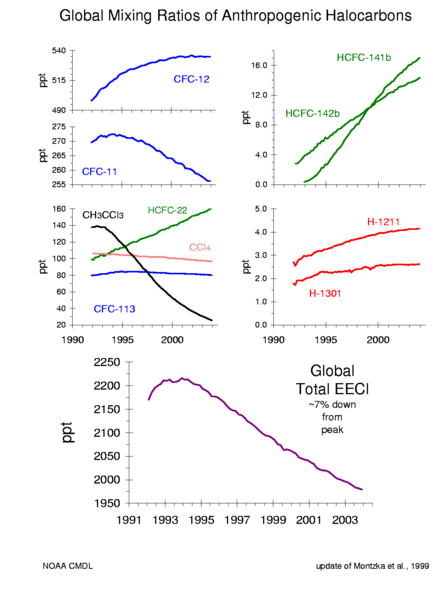 Global Mixing Ratios of Anthropogenic Halocarbons
540
515
490
ppt
CFC-12
275
270
265
260
255
ppt
CFC-11
16.0
12.0
8.0
4.0
0.0
ppt
HCFC-141b
HCFC-142b
160
140
120
100
80
60
40
20
ppt
CH3CCl3
HCFC-22
CCl4
CFC-113
1990
1995
2000
5.0
4.0
3.0
2.0
1.0
0.0
ppt
H-1211
H-1301
1990
1995
2000
2250
2200
2150
2100
2050
2000
1950
ppt
Global
Total EECl
~7% down
from
peak
1991
1993
1995
1997
1999
2001
2003
NOAA CMDL
update of Montzka et al., 1999